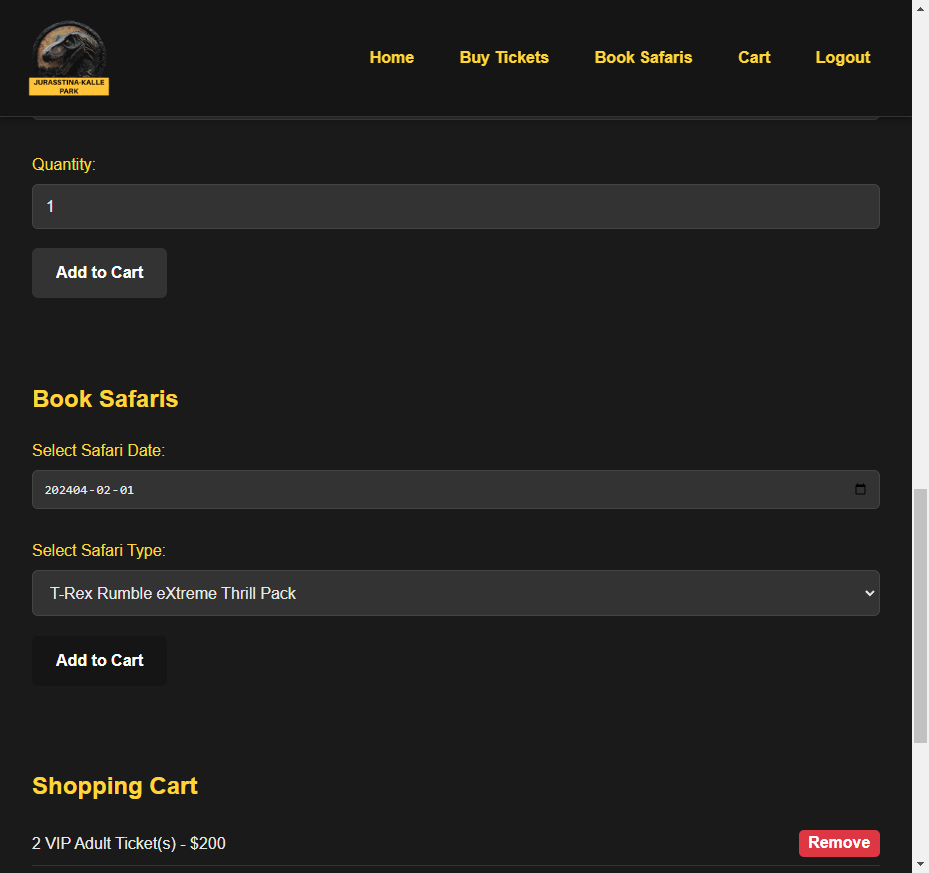 JURASSTINA-KALLE
PARK
Home Buy Tickets Book Safaris Cart Logout
Quantity:
1
Add to Cart
Book Safaris
Select Safari Date:
202404-02-01
Select Safari Type:
T-Rex Rumble eXtreme Thrill Pack
Add to Cart
Shopping Cart
2 VIP Adult Ticket(s) - $200 Remove